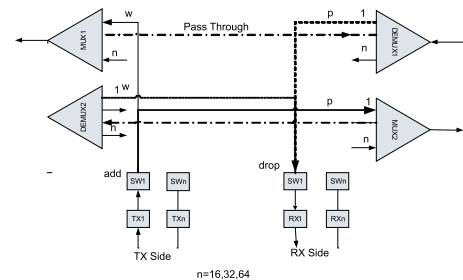 w p 1
Pass Through
MUX1 DEMUX1
n n
1 w p 1
DEMUX2 MUX2
n n
add drop
SW1 SWn SW1 SWn
TX1 TXn RX1 RXn
TX Side RX Side
n=16,32,64